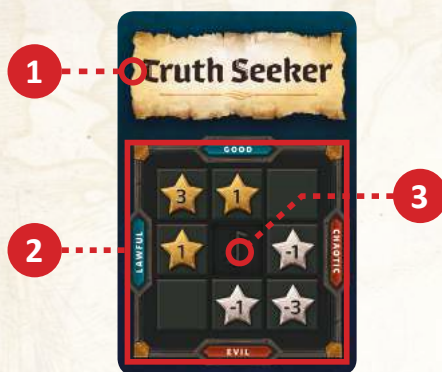 1
Truth Seeker
GOOD
3 1
3
LAWFUL
1 -1
CHAOTIC
2
-1 -3
EVIL